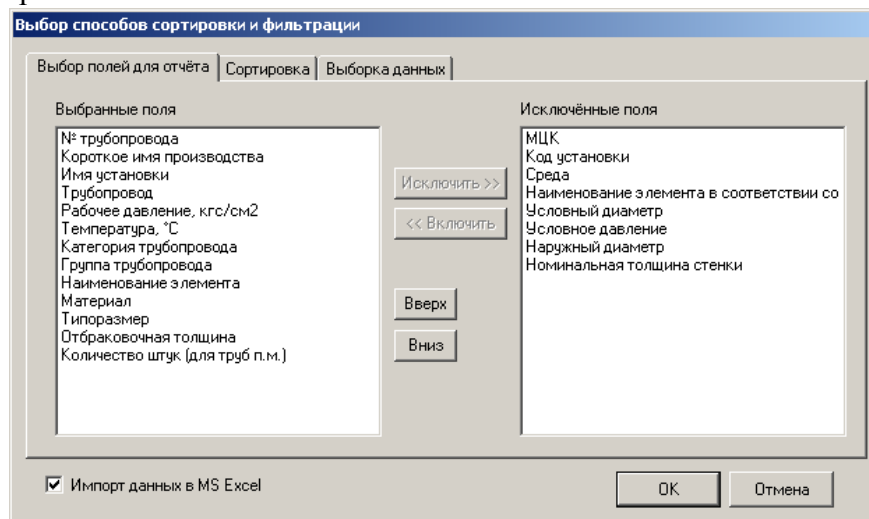 Выбор способов сортировки и фильтрации
Выбор полей для отчёта
Сортировка
Выборка данных
Выбранные поля
№ трубопровода
Короткое имя производства
Имя установки
Трубопровод
Рабочее давление, кгс/см2
Температура, °С
Категория трубопровода
Группа трубопровода
Наименование элемента
Материал
Типоразмер
Отбраковочная толщина
Количество штук (для труб п.м.)
Исключить >>
<< Включить
Вверх
Вниз
Исключённые поля
МЦК
Код установки
Среда
Наименование элемента в соответствии со
Условный диаметр
Условное давление
Наружный диаметр
Номинальная толщина стенки
Импорт данных в MS Excel
OK
Отмена